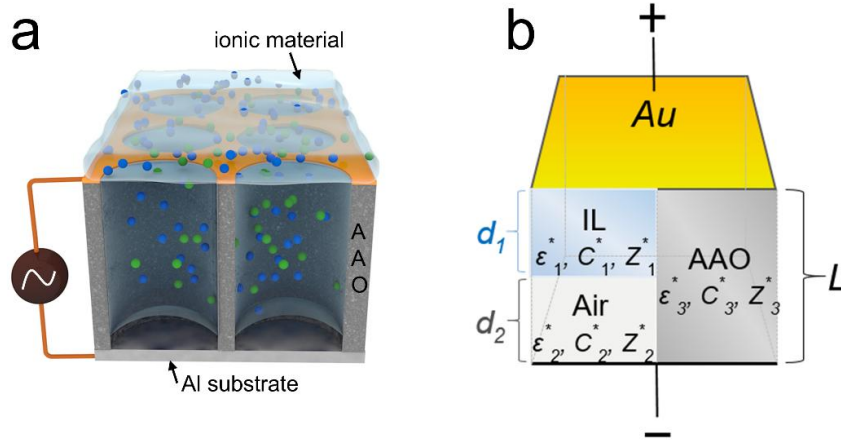 a
ionic material
A
A
O
Al substrate
b
+
Au
d₁
IL
ε*₁, C*₁, Z*₁
AAO
ε*₃, C*₃, Z*₃
L
d₂
Air
ε*₂, C*₂, Z*₂
−